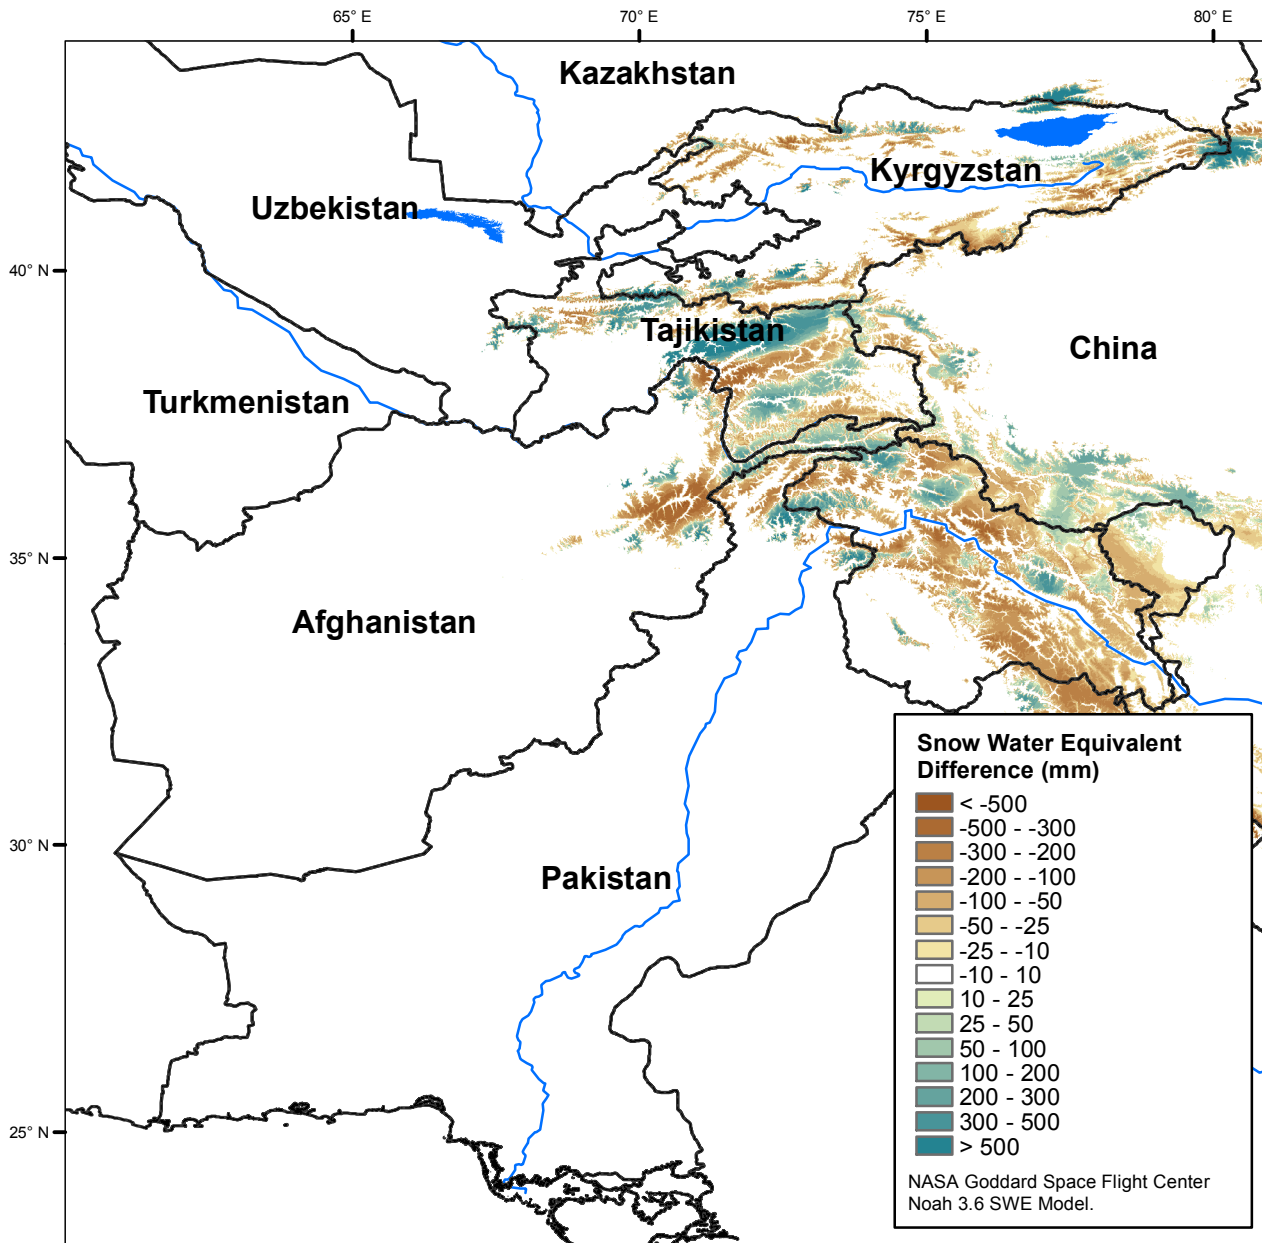 65° E
70° E
75° E
80° E
Kazakhstan
Kyrgyzstan
Uzbekistan
40° N
Tajikistan
China
Turkmenistan
35° N
Afghanistan
30° N
Pakistan
25° N
Snow Water Equivalent
Difference (mm)
< -500
-500 - -300
-300 - -200
-200 - -100
-100 - -50
-50 - -25
-25 - -10
-10 - 10
10 - 25
25 - 50
50 - 100
100 - 200
200 - 300
300 - 500
> 500
NASA Goddard Space Flight Center
Noah 3.6 SWE Model.